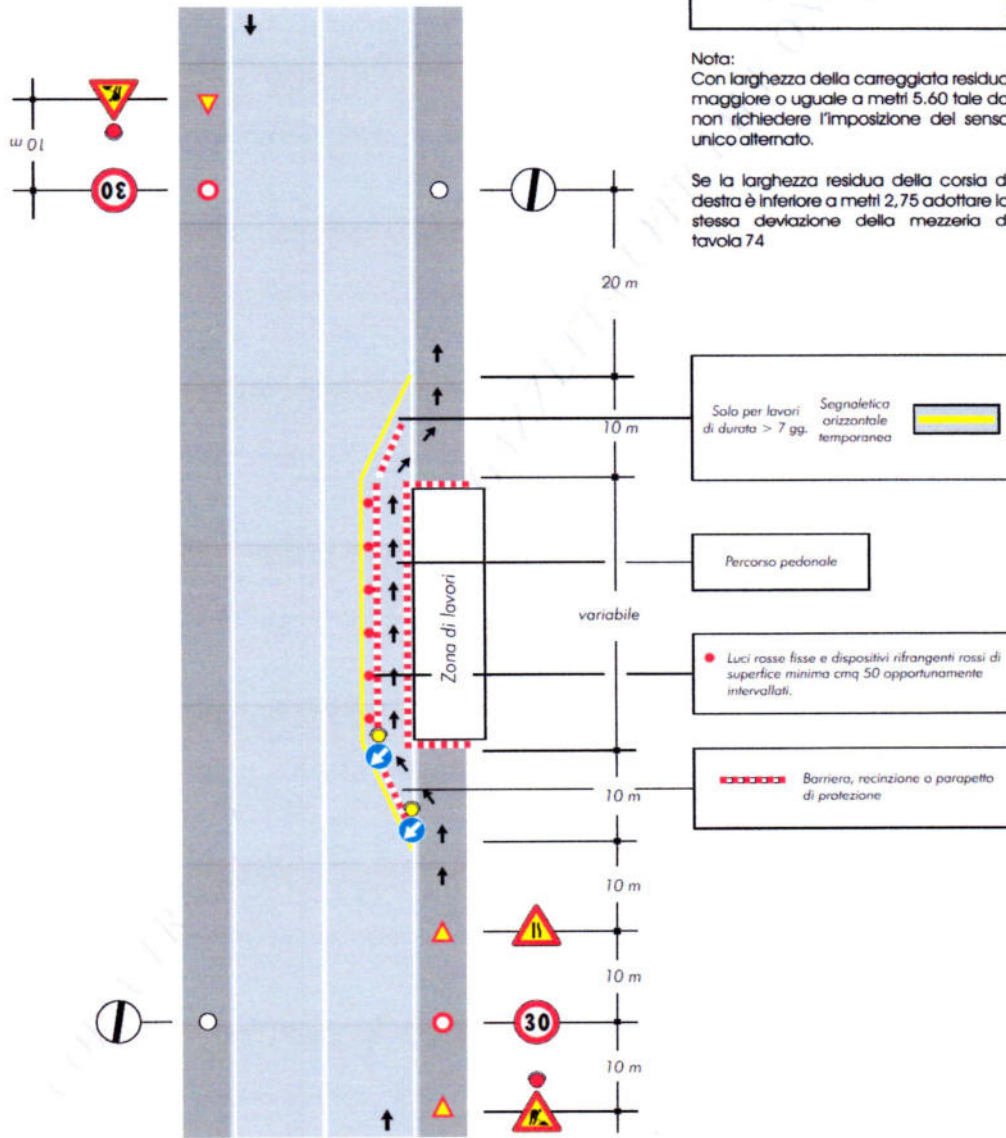 Nota:
Con larghezza della carreggiata residua
maggiore o uguale a metri 5.60 tale da
non richiedere l'imposizione del senso
unico alternato.
Se la larghezza residua della corsia d
destra è inferiore a metri 2,75 adottare la
stessa deviazione della mezzeria d
tavola 74
10 m
30
20 m
10 m
Solo per lavori
di durata > 7 gg.
Segnaletica
orizzontale
temporanea
Percorso pedonale
Zona di lavori
variabile
Luci rosse fisse e dispositivi rifrangenti rossi di
superfice minima cmq 50 opportunamente
intervallati.
Barriera, recinzione o parapetto
di protezione
10 m
10 m
10 m
30
10 m